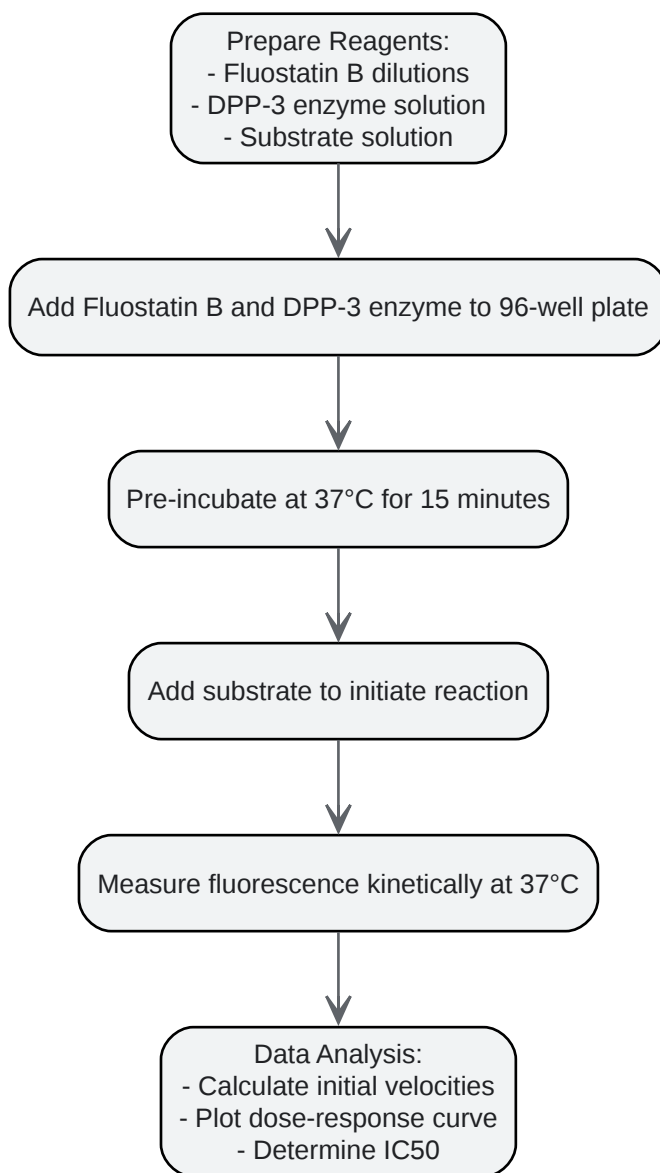 Prepare Reagents:
- Fluostatin B dilutions
- DPP-3 enzyme solution
- Substrate solution
Add Fluostatin B and DPP-3 enzyme to 96-well plate
Pre-incubate at 37°C for 15 minutes
Add substrate to initiate reaction
Measure fluorescence kinetically at 37°C
Data Analysis:
- Calculate initial velocities
- Plot dose-response curve
- Determine IC50